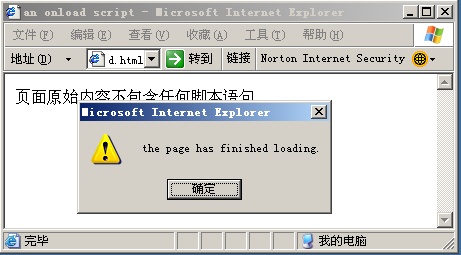 an onload script - Microsoft Internet Explorer
文件(F) 编辑(E) 查看(V) 收藏(A) 工具(T) 帮助(H)
地址(D) d.html 转到 链接 Norton Internet Security
页面原始内容不包含任何脚本语句
Microsoft Internet Explorer
the page has finished loading.
确定
完毕 我的电脑